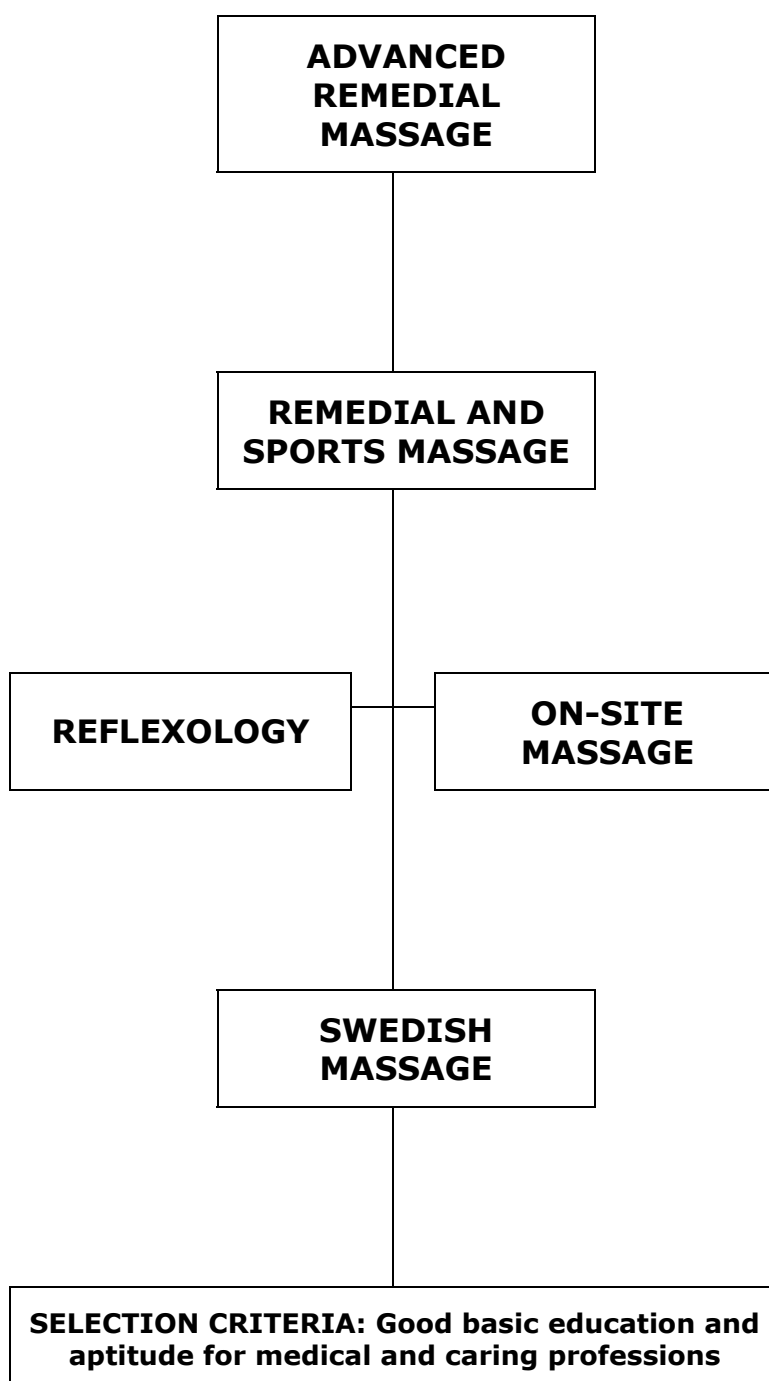 ADVANCED
REMEDIAL
MASSAGE
REMEDIAL AND
SPORTS MASSAGE
REFLEXOLOGY
ON-SITE
MASSAGE
SWEDISH
MASSAGE
SELECTION CRITERIA: Good basic education and
aptitude for medical and caring professions